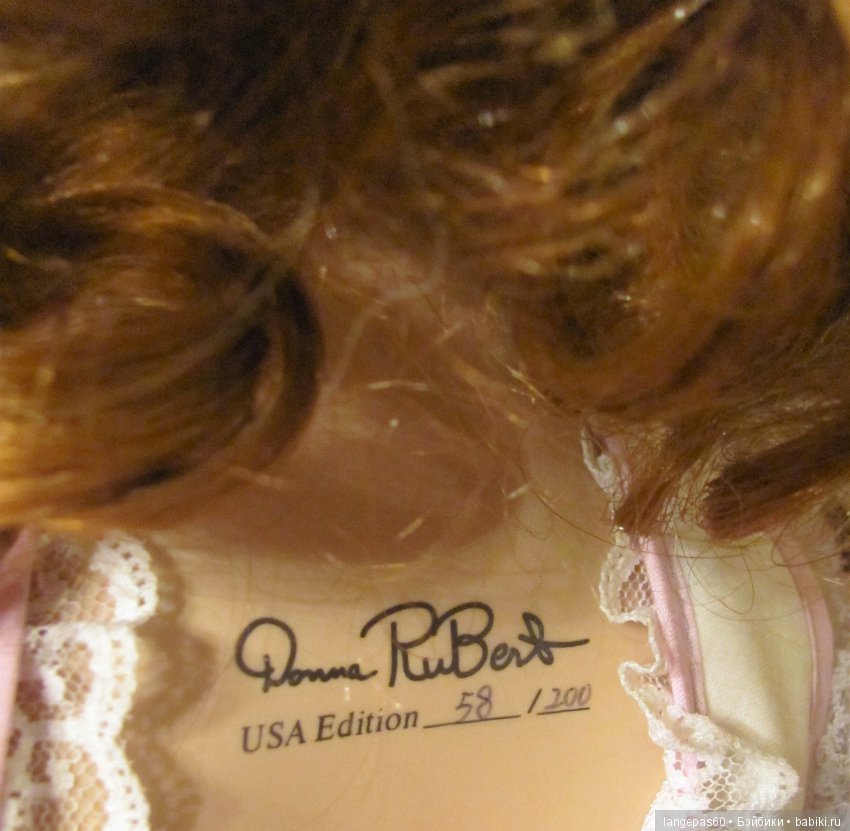 Donna RuBert
USA Edition 58 / 200
langepas60 • Бэйбики • babiki.ru